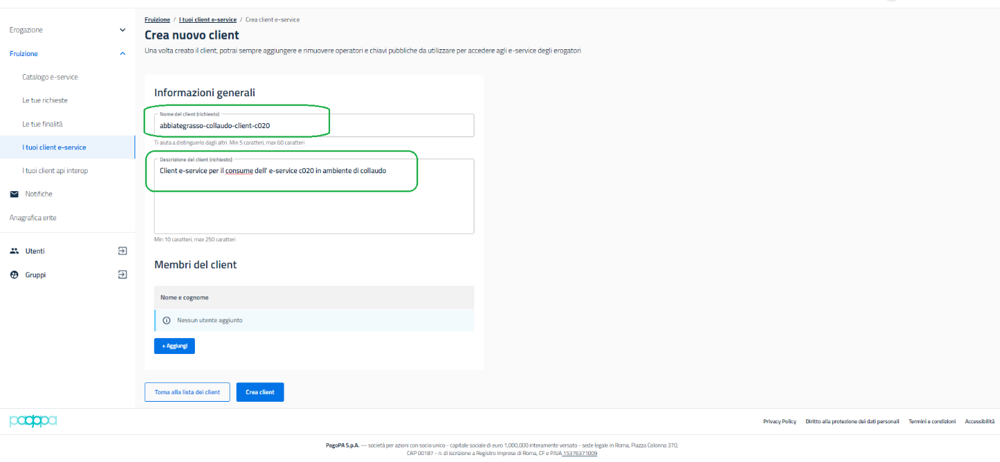 Fruizione / I tuoi client e-service / Crea client e-service
Crea nuovo client
Una volta creato il client, potrai sempre aggiungere e rimuovere operatori e chiavi pubbliche da utilizzare per accedere agli e-service degli erogatori
Erogazione
Fruizione
Catalogo e-service
Le tue richieste
Le tue finalità
I tuoi client e-service
I tuoi client api interop
Notifiche
Anagrafica ente
Utenti
Gruppi
Informazioni generali
Nome del client (richiesto)
abbiategrasso-collaudo-client-c020
Ti aiuta a distinguerlo dagli altri. Min 5 caratteri, max 60 caratteri
Descrizione del client (richiesto)
Client e-service per il consume dell' e-service c020 in ambiente di collaudo
Min 10 caratteri, max 250 caratteri
Membri del client
Nome e cognome
Nessun utente aggiunto
+ Aggiungi
Torna alla lista dei client
Crea client
pagopa
Privacy Policy Diritto alla protezione dei dati personali Termini e condizioni Accessibilità
PagoPA S.p.A. — società per azioni con socio unico - capitale sociale di euro 1,000,000 interamente versato - sede legale in Roma, Piazza Colonna 370,
CAP 00187 - n. di iscrizione a Registro Imprese di Roma, CF e P.IVA 15376371009